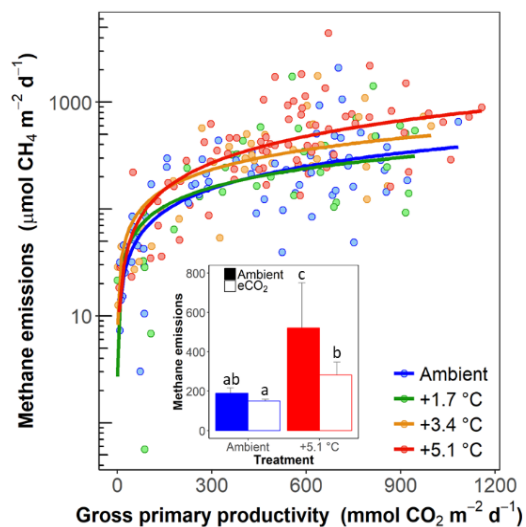 Methane emissions (μmol CH₄ m⁻² d⁻¹)
1000
100
10
0 300 600 900 1200
Gross primary productivity (mmol CO₂ m⁻² d⁻¹)
Ambient
+1.7 °C
+3.4 °C
+5.1 °C
Methane emissions
800
600
400
200
0
Ambient
eCO₂
ab a c b
Ambient +5.1 °C
Treatment